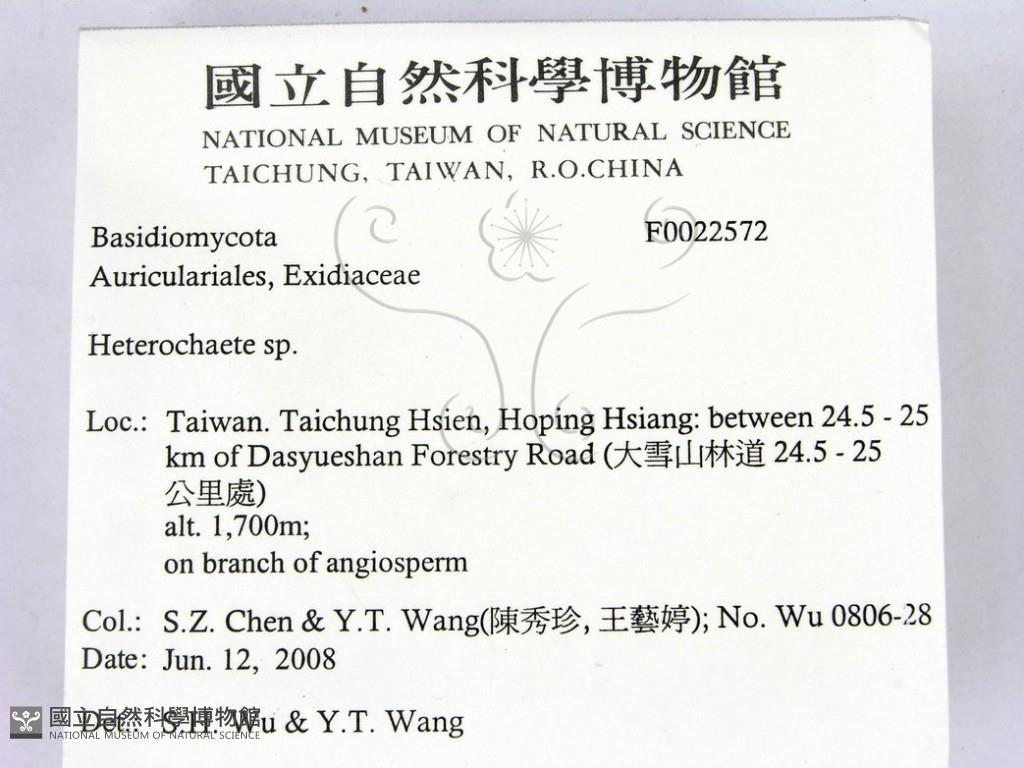 國立自然科學博物館
NATIONAL MUSEUM OF NATURAL SCIENCE
TAICHUNG, TAIWAN, R.O.CHINA
Basidiomycota F0022572
Auriculariales, Exidiaceae
Heterochaete sp.
Loc.: Taiwan. Taichung Hsien, Hoping Hsiang: between 24.5 - 25
km of Dasyueshan Forestry Road (大雪山林道 24.5 - 25
公里處)
alt. 1,700m;
on branch of angiosperm
Col.: S.Z. Chen & Y.T. Wang(陳秀珍, 王藝婷); No. Wu 0806-28
Date: Jun. 12, 2008
Det.: S.H. Wu & Y.T. Wang
國立自然科學博物館
NATIONAL MUSEUM OF NATURAL SCIENCE